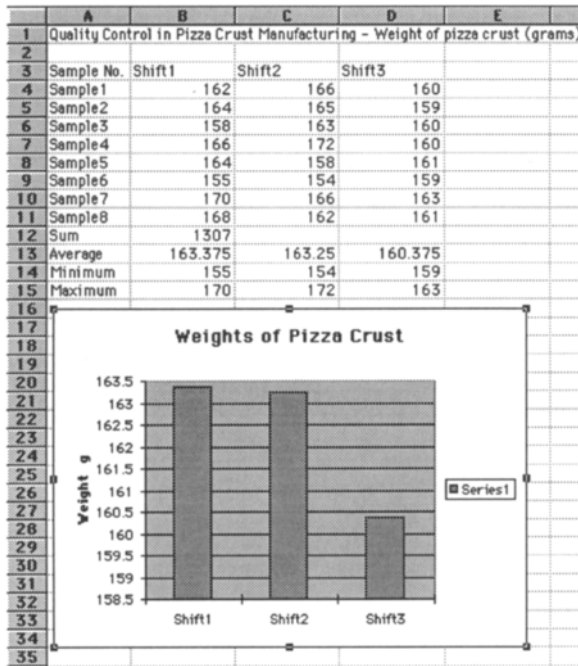 A B C D E
1 Quality Control in Pizza Crust Manufacturing - Weight of pizza crust (grams)
2
3 Sample No. Shift1 Shift2 Shift3
4 Sample1 162 166 160
5 Sample2 164 165 159
6 Sample3 158 163 160
7 Sample4 166 172 160
8 Sample5 164 158 161
9 Sample6 155 154 159
10 Sample7 170 166 163
11 Sample8 168 162 161
12 Sum 1307
13 Average 163.375 163.25 160.375
14 Minimum 155 154 159
15 Maximum 170 172 163
16
17
18
19
20
21
22
23
24
25
26
27
28
29
30
31
32
33
34
35
Weights of Pizza Crust
Weight g
163.5
163
162.5
162
161.5
161
160.5
160
159.5
159
158.5
Shift1 Shift2 Shift3
Series1